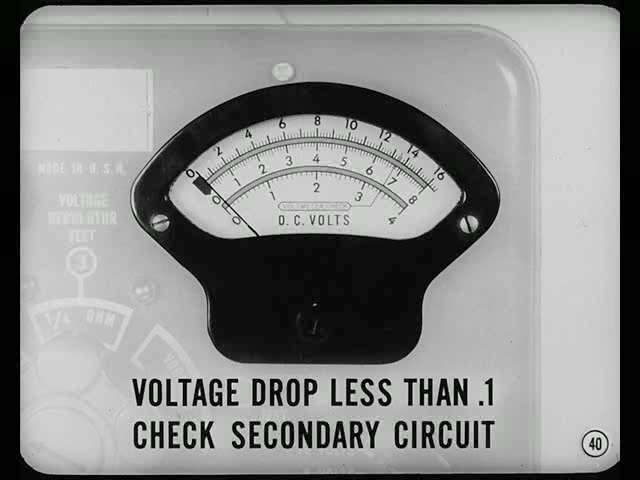 MADE IN U.S.A.
VOLTAGE
REGULATOR
TEST
3
1/4 OHM
0 2 4 6 8 10 12 14 16
0 1 2 3 4 5 6 7 8
0 1 2 3 4
VOLTMETER CHECK
D.C. VOLTS
VOLTAGE DROP LESS THAN .1
CHECK SECONDARY CIRCUIT
40